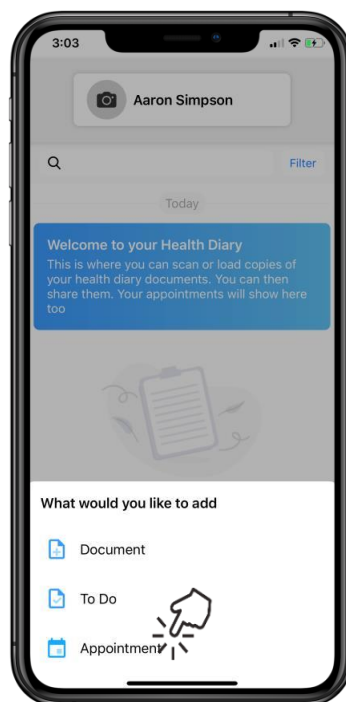 3:03
Aaron Simpson
Filter
Today
Welcome to your Health Diary
This is where you can scan or load copies of
your health diary documents. You can then
share them. Your appointments will show here
too
What would you like to add
Document
To Do
Appointment